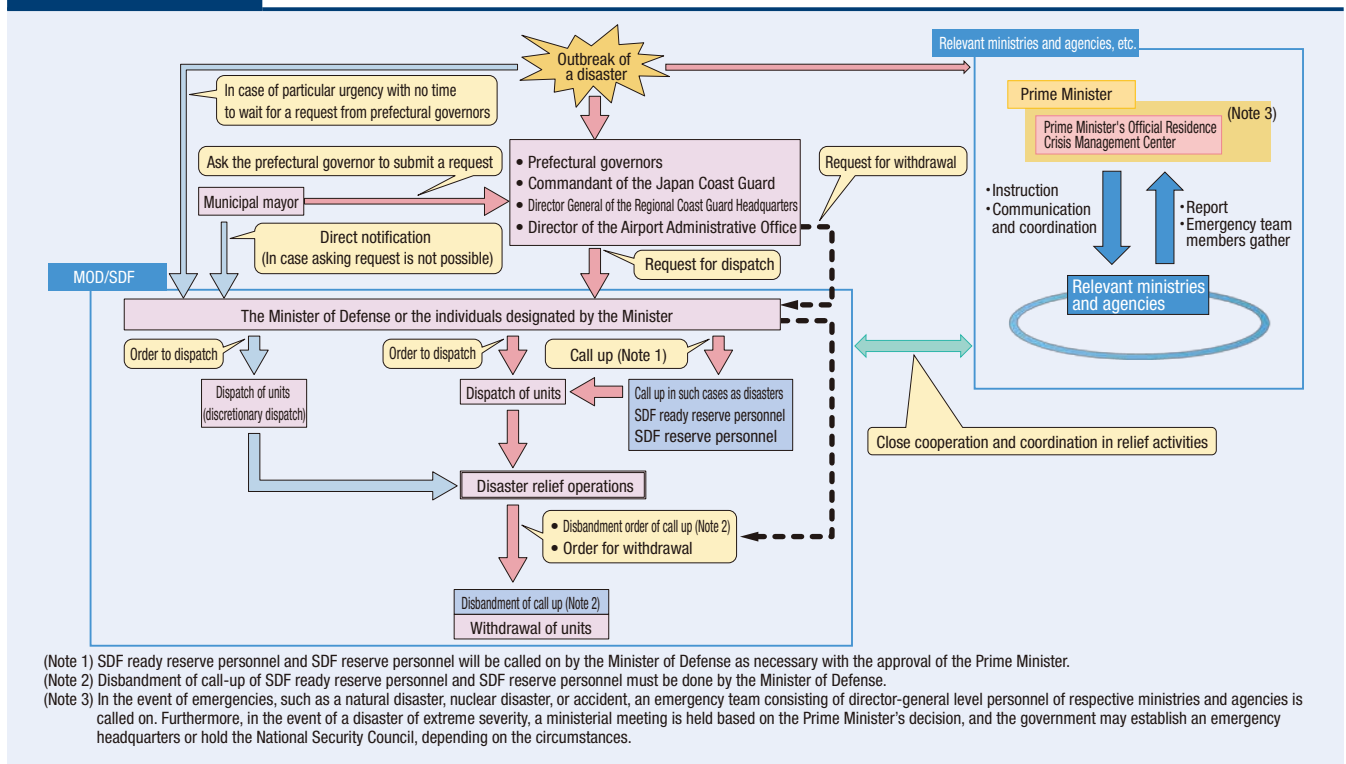 Outbreak of
a disaster
Relevant ministries and agencies, etc.
In case of particular urgency with no time
to wait for a request from prefectural governors
Prime Minister
(Note 3)
Prime Minister's Official Residence
Crisis Management Center
Ask the prefectural governor to submit a request
• Prefectural governors
• Commandant of the Japan Coast Guard
• Director General of the Regional Coast Guard Headquarters
• Director of the Airport Administrative Office
Request for withdrawal
Municipal mayor
•Instruction
•Communication
and coordination
•Report
•Emergency team
members gather
Direct notification
(In case asking request is not possible)
Request for dispatch
MOD/SDF
Relevant ministries
and agencies
The Minister of Defense or the individuals designated by the Minister
Order to dispatch
Order to dispatch
Call up (Note 1)
Dispatch of units
(discretionary dispatch)
Dispatch of units
Call up in such cases as disasters
SDF ready reserve personnel
SDF reserve personnel
Close cooperation and coordination in relief activities
Disaster relief operations
• Disbandment order of call up (Note 2)
• Order for withdrawal
Disbandment of call up (Note 2)
Withdrawal of units
(Note 1) SDF ready reserve personnel and SDF reserve personnel will be called on by the Minister of Defense as necessary with the approval of the Prime Minister.
(Note 2) Disbandment of call-up of SDF ready reserve personnel and SDF reserve personnel must be done by the Minister of Defense.
(Note 3) In the event of emergencies, such as a natural disaster, nuclear disaster, or accident, an emergency team consisting of director-general level personnel of respective ministries and agencies is
called on. Furthermore, in the event of a disaster of extreme severity, a ministerial meeting is held based on the Prime Minister's decision, and the government may establish an emergency
headquarters or hold the National Security Council, depending on the circumstances.